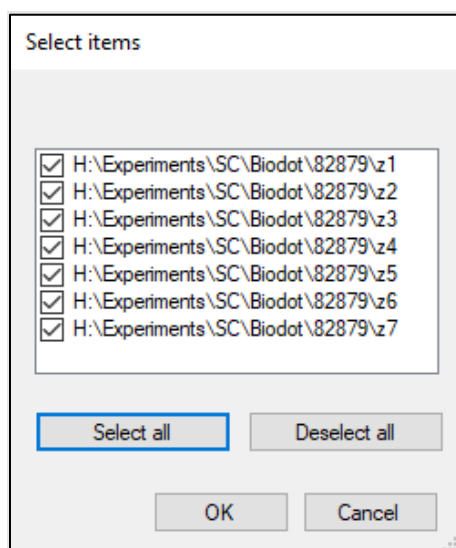 Select items
H:\Experiments\SC\Biodot\82879\z1
H:\Experiments\SC\Biodot\82879\z2
H:\Experiments\SC\Biodot\82879\z3
H:\Experiments\SC\Biodot\82879\z4
H:\Experiments\SC\Biodot\82879\z5
H:\Experiments\SC\Biodot\82879\z6
H:\Experiments\SC\Biodot\82879\z7
Select all Deselect all
OK Cancel